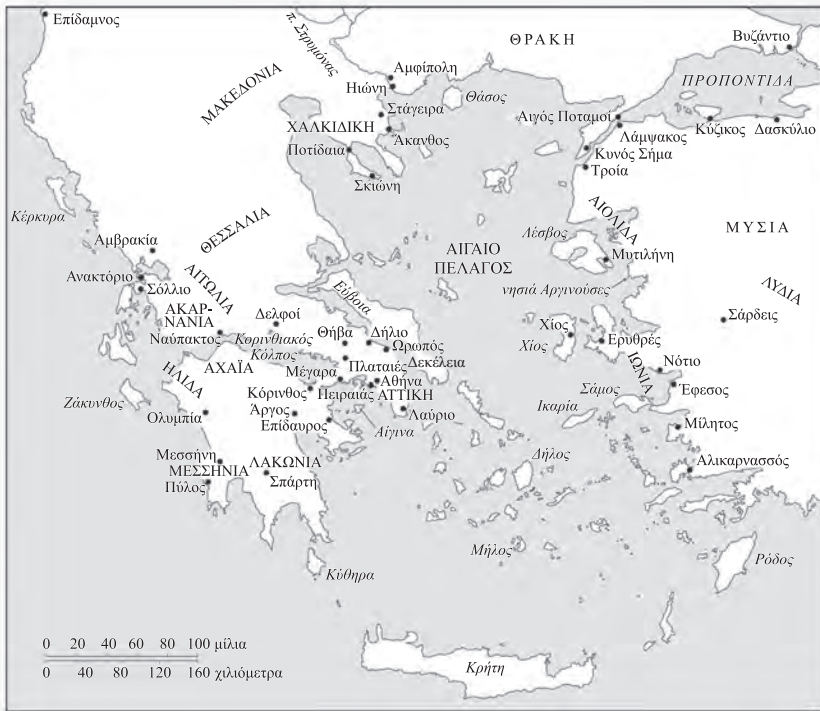 Επίδαμνος
π. Στρυμόνας
ΘΡΑΚΗ
Βυζάντιο
ΜΑΚΕΔΟΝΙΑ
Αμφίπολη
Ηιώνη
ΠΡΟΠΟΝΤΙΔΑ
Θάσος
Στάγειρα
Αιγός Ποταμοί
ΧΑΛΚΙΔΙΚΗ
Άκανθος
Λάμψακος
Κύζικος
Δασκύλιο
Ποτίδαια
Κυνός Σήμα
Τροία
Σκιώνη
Κέρκυρα
ΘΕΣΣΑΛΙΑ
ΑΙΟΛΙΔΑ
ΜΥΣΙΑ
Αμβρακία
Λέσβος
ΑΙΓΑΙΟ
ΠΕΛΑΓΟΣ
Μυτιλήνη
Ανακτόριο
Σόλλιο
ΑΙΤΩΛΙΑ
Εύβοια
νησιά Αργινούσες
ΛΥΔΙΑ
ΑΚΑΡ-
ΝΑΝΙΑ
Δελφοί
Σάρδεις
Ναύπακτος
Κορινθιακός
Κόλπος
Θήβα
Δήλιο
Ωρωπός
Χίος
Χίος
Ερυθρές
ΑΧΑΪΑ
Πλαταιές
Δεκέλεια
ΙΩΝΙΑ
Νότιο
ΗΛΙΔΑ
Μέγαρα
Αθήνα
Κόρινθος
Πειραιάς
ΑΤΤΙΚΗ
Σάμος
Έφεσος
Ζάκυνθος
Ολυμπία
Άργος
Λαύριο
Ικαρία
Επίδαυρος
Αίγινα
Μίλητος
Μεσσήνη
ΜΕΣΣΗΝΙΑ
ΛΑΚΩΝΙΑ
Δήλος
Αλικαρνασσός
Πύλος
Σπάρτη
Μήλος
Ρόδος
Κύθηρα
0 20 40 60 80 100 μίλια
0 40 80 120 160 χιλιόμετρα
Κρήτη